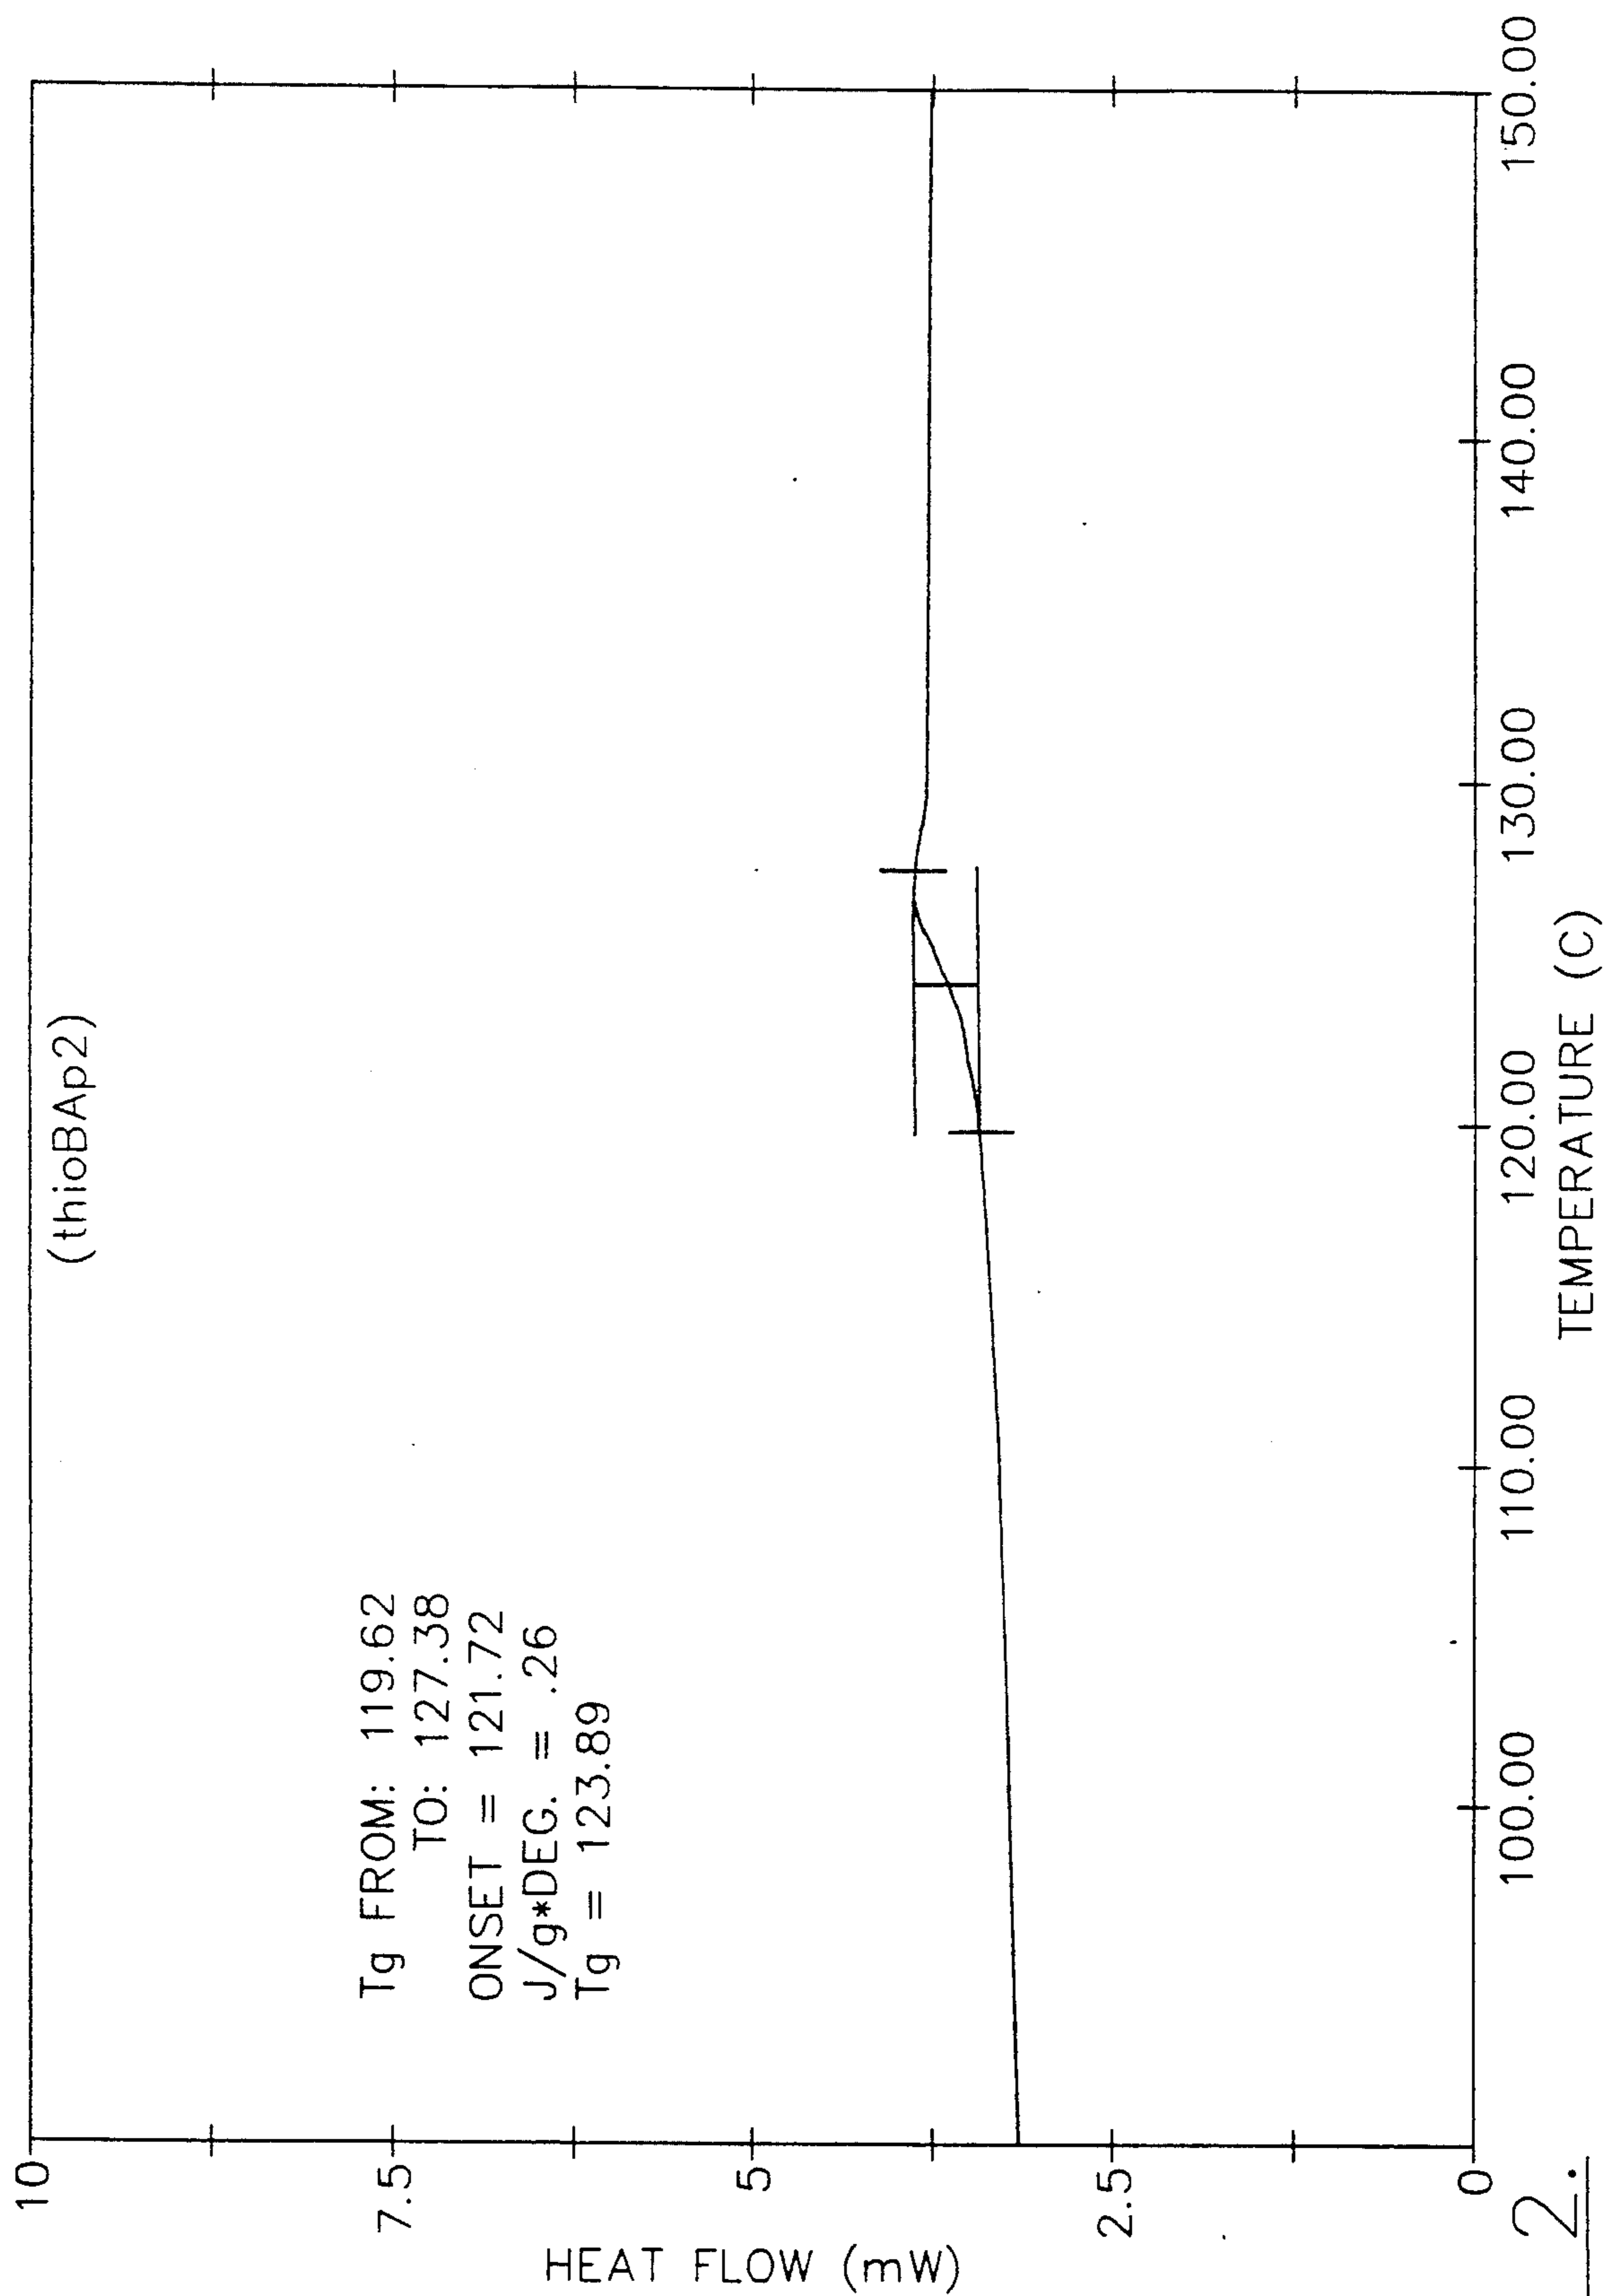 (thioBAp2)
Tg FROM: 119.62
TO: 127.38
ONSET = 121.72
J/g*DEG. = .26
Tg = 123.89
10
7.5
5
2.5
0
HEAT FLOW (mW)
100.00 110.00 120.00 130.00 140.00 150.00
TEMPERATURE (C)
2.